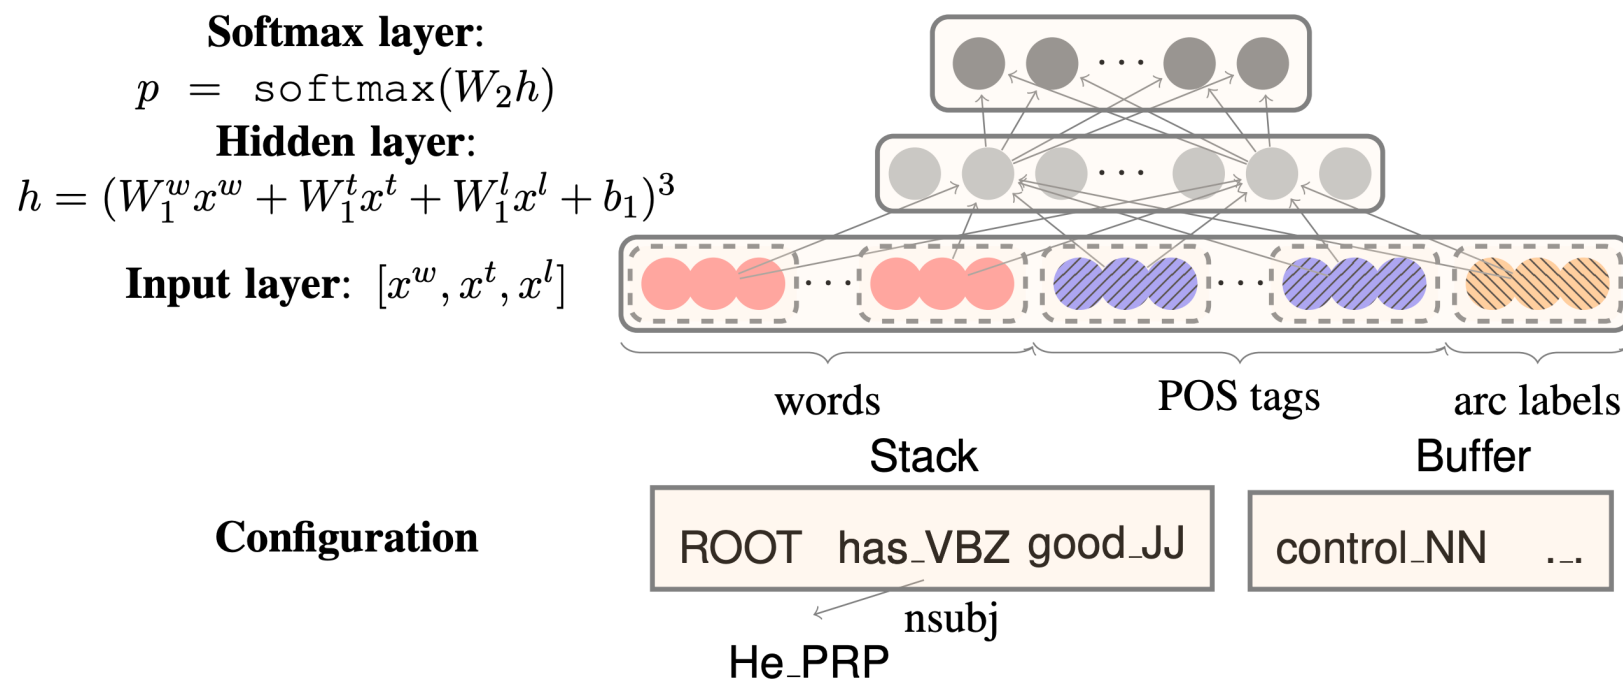 Softmax layer:
p = softmax(W₂h)
Hidden layer:
h = (W₁ʷxʷ + W₁ᵗxᵗ + W₁ˡxˡ + b₁)³
Input layer: [xʷ, xᵗ, xˡ]
··· ··· ··· ···
words POS tags arc labels
Stack Buffer
Configuration
ROOT has_VBZ good_JJ control_NN ._.
nsubj
He_PRP